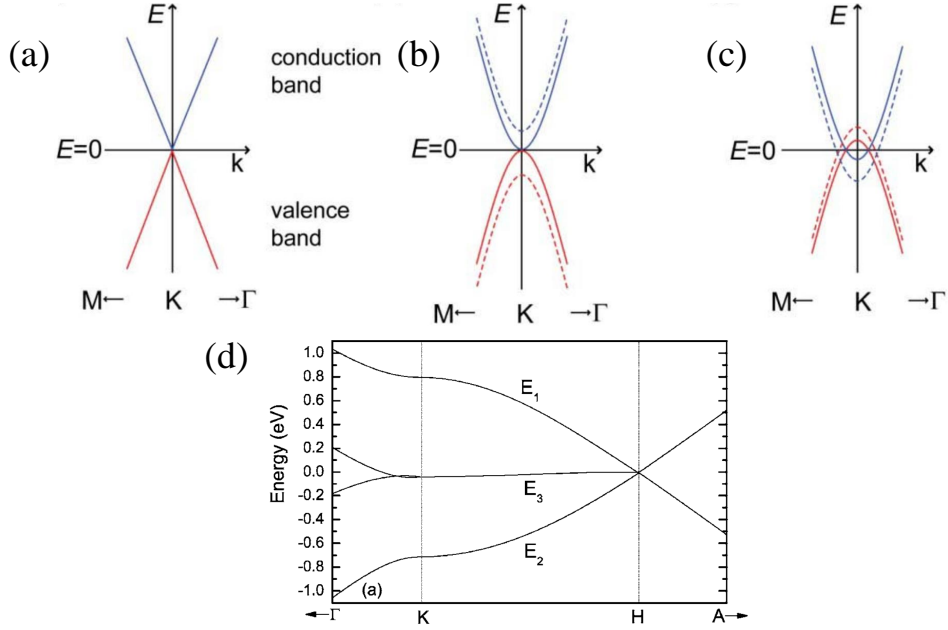 (a)
E
conduction
band
E=0
k
valence
band
M← K →Γ
(b)
E
E=0
k
M← K →Γ
(c)
E
E=0
k
M← K →Γ
(d)
Energy (eV)
1.0
0.8
0.6
0.4
0.2
0.0
-0.2
-0.4
-0.6
-0.8
-1.0
E₁
E₃
E₂
(a)
←Γ K H A→